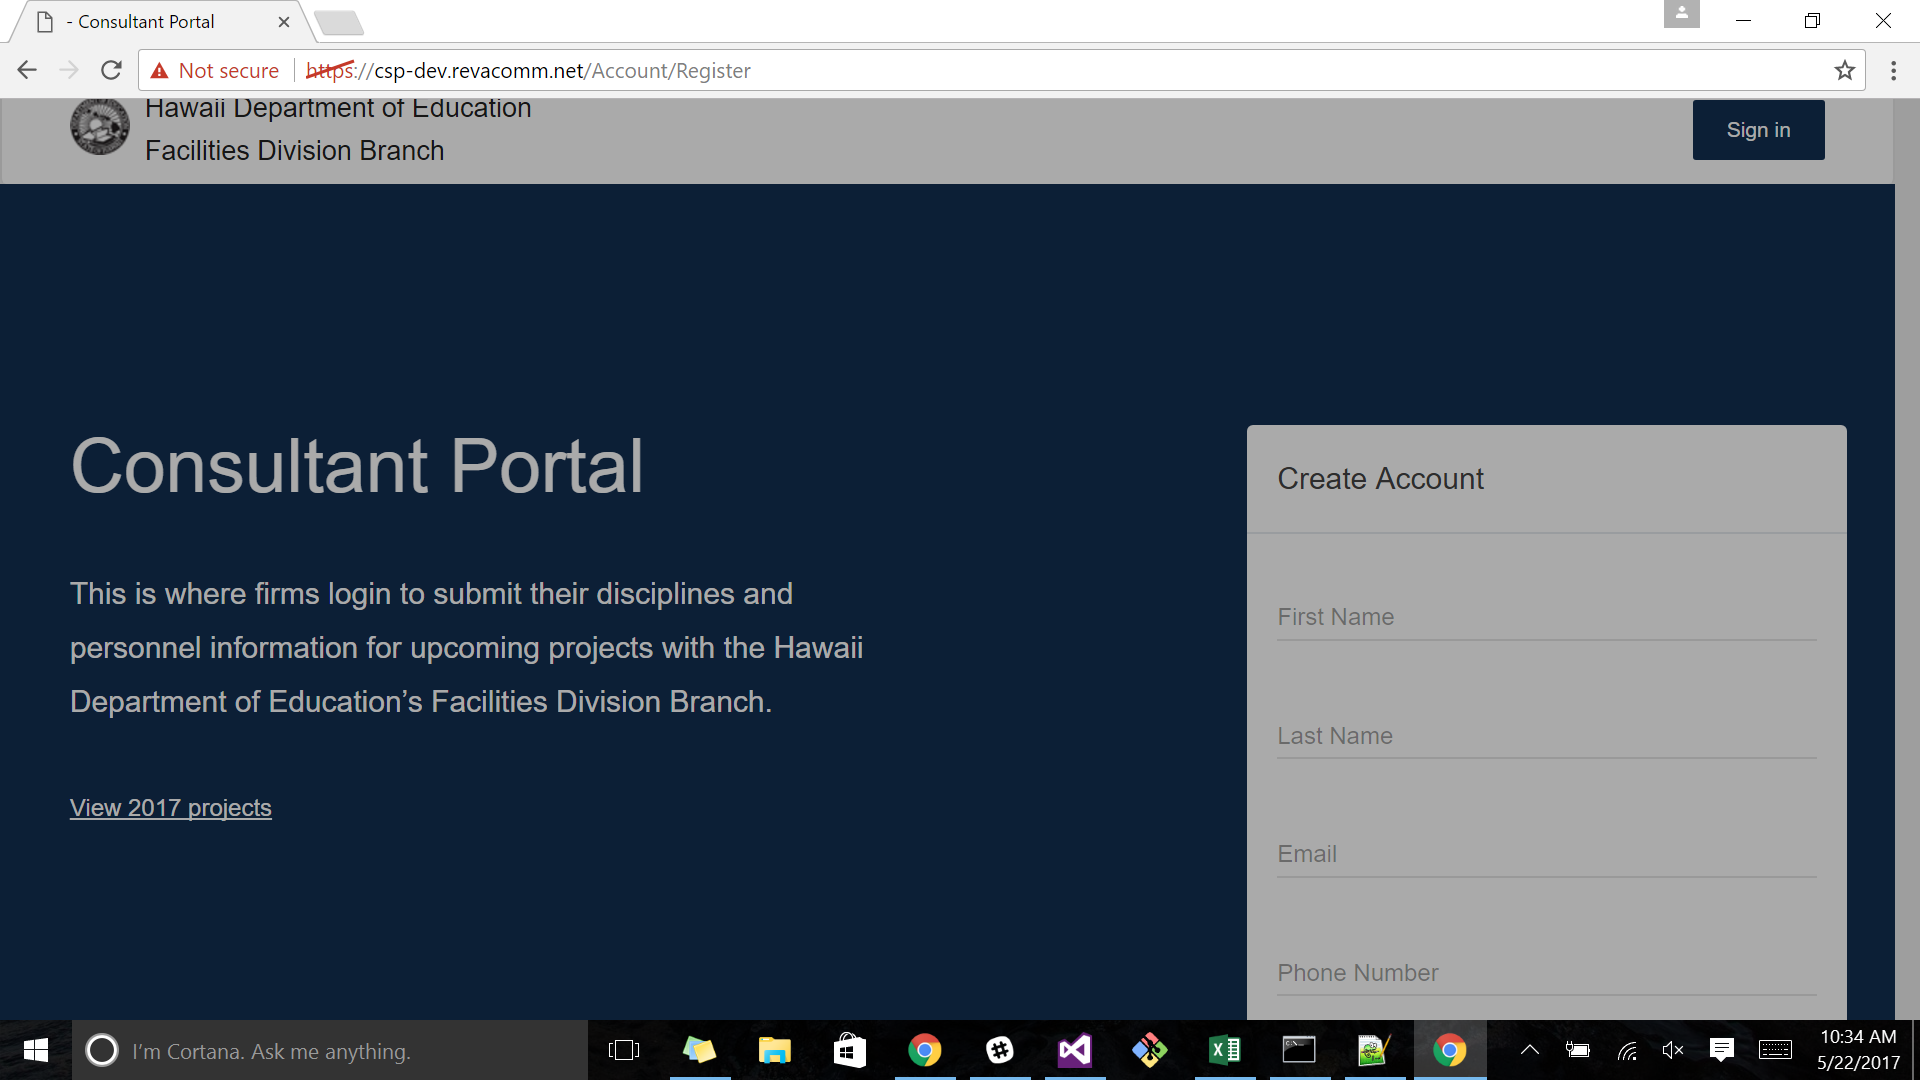 - Consultant Portal
Not secure https://csp-dev.revacomm.net/Account/Register
Hawaii Department of Education
Facilities Division Branch
Sign in
Consultant Portal
This is where firms login to submit their disciplines and
personnel information for upcoming projects with the Hawaii
Department of Education’s Facilities Division Branch.
View 2017 projects
Create Account
First Name
Last Name
Email
Phone Number
I'm Cortana. Ask me anything.
10:34 AM
5/22/2017